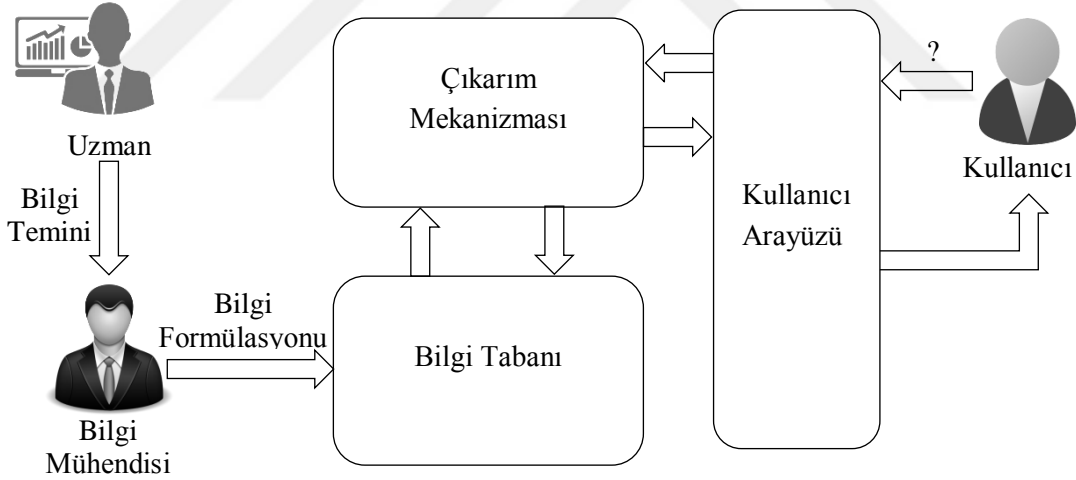 Uzman
Bilgi
Temini
Bilgi
Mühendisi
Bilgi
Formülasyonu
Çıkarım
Mekanizması
Bilgi Tabanı
Kullanıcı
Arayüzü
?
Kullanıcı